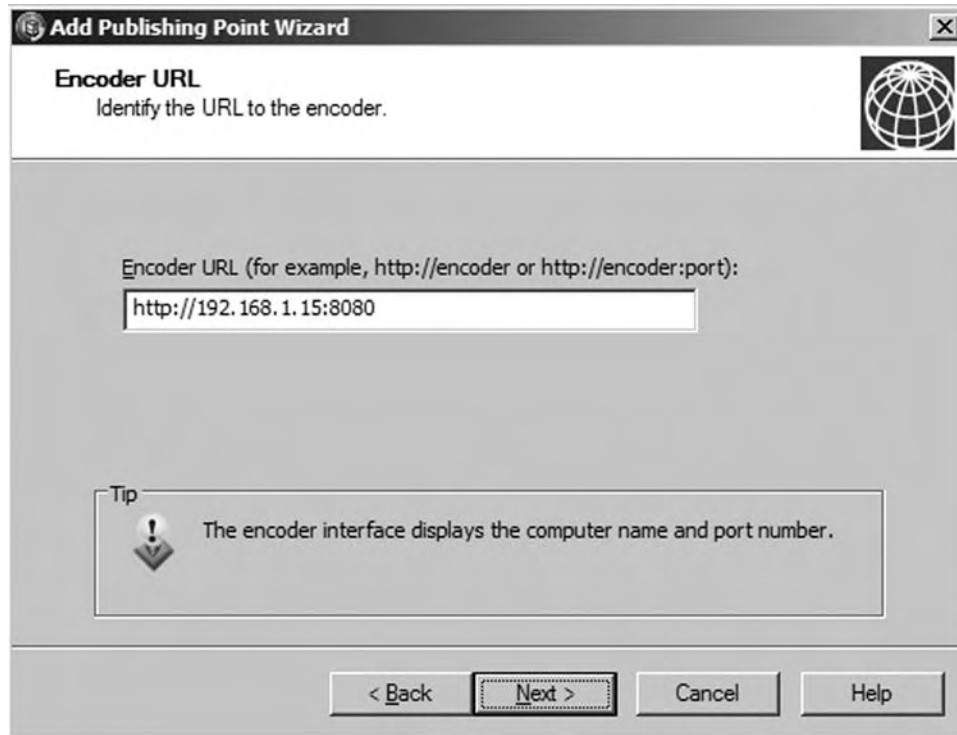 Add Publishing Point Wizard
Encoder URL
Identify the URL to the encoder.
Encoder URL (for example, http://encoder or http://encoder:port):
http://192.168.1.15:8080
Tip
The encoder interface displays the computer name and port number.
< Back Next > Cancel Help